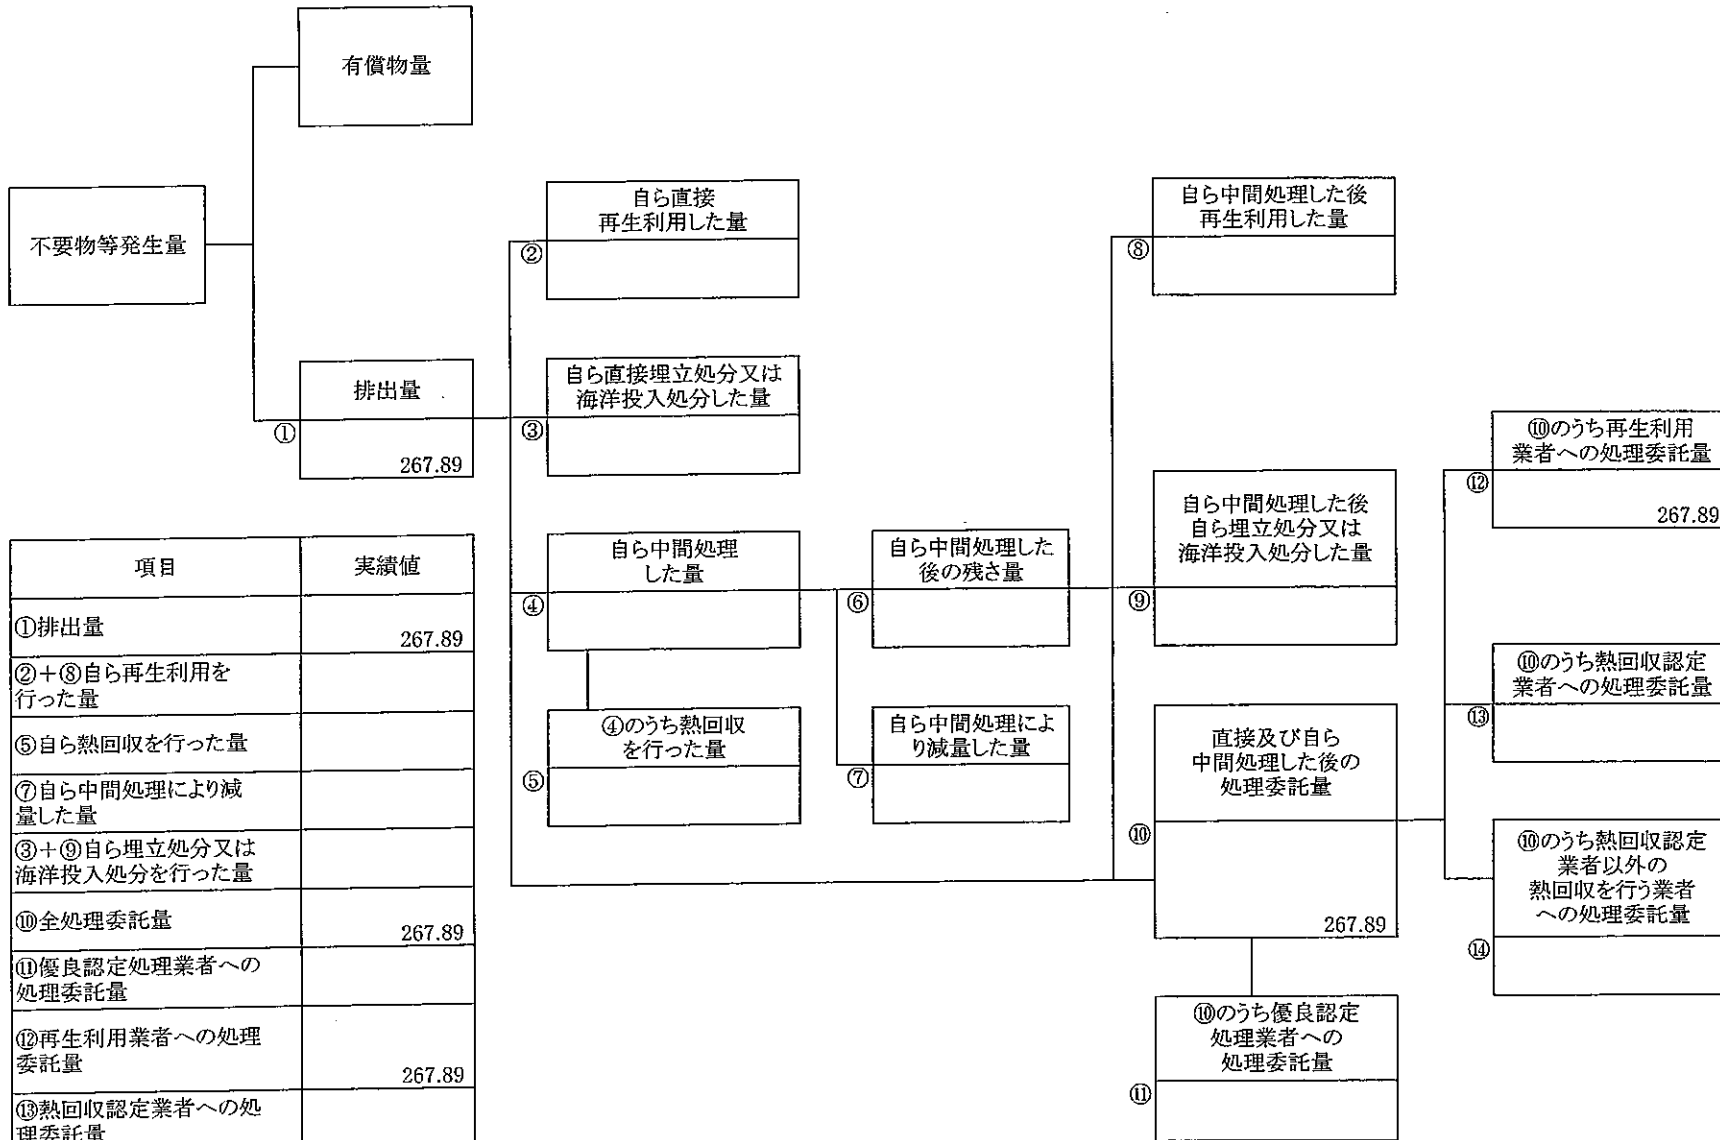 有償物量
不要物等発生量
排出量
①
267.89
自ら直接
再生利用した量
②
自ら直接埋立処分又は
海洋投入処分した量
③
自ら中間処理
した量
④
④のうち熱回収
を行った量
⑤
自ら中間処理した
後の残さ量
⑥
自ら中間処理によ
り減量した量
⑦
自ら中間処理した後
再生利用した量
⑧
自ら中間処理した後
自ら埋立処分又は
海洋投入処分した量
⑨
直接及び自ら
中間処理した後の
処理委託量
⑩
267.89
⑩のうち優良認定
処理業者への
処理委託量
⑪
⑩のうち再生利用
業者への処理委託量
⑫
267.89
⑩のうち熱回収認定
業者への処理委託量
⑬
⑩のうち熱回収認定
業者以外の
熱回収を行う業者
への処理委託量
⑭
項目 実績値
①排出量 267.89
②+⑧自ら再生利用を
行った量
⑤自ら熱回収を行った量
⑦自ら中間処理により減
量した量
③+⑨自ら埋立処分又は
海洋投入処分を行った量
⑩全処理委託量 267.89
⑪優良認定処理業者への
処理委託量
⑫再生利用業者への処理
委託量 267.89
⑬熱回収認定業者への処
理委託量